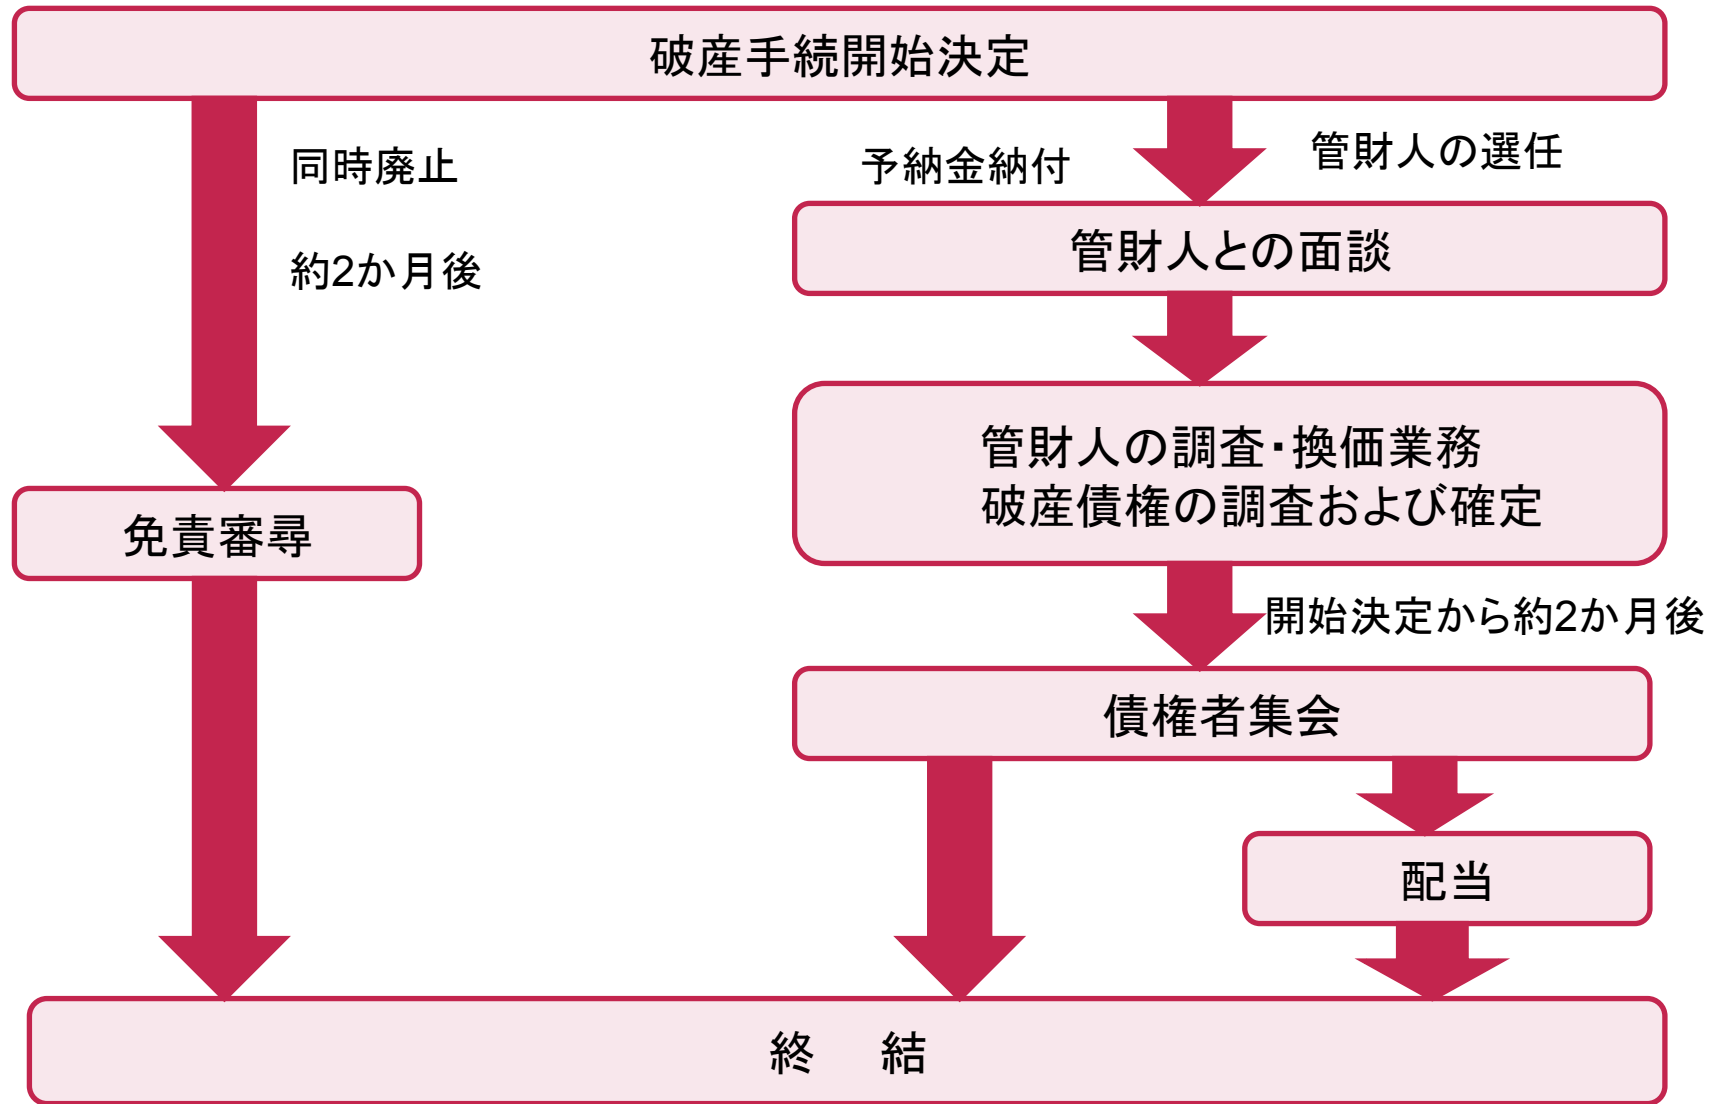 破産手続開始決定
同時廃止
約2か月後
予納金納付
管財人の選任
管財人との面談
管財人の調査・換価業務
破産債権の調査および確定
開始決定から約2か月後
免責審尋
債権者集会
配当
終 結